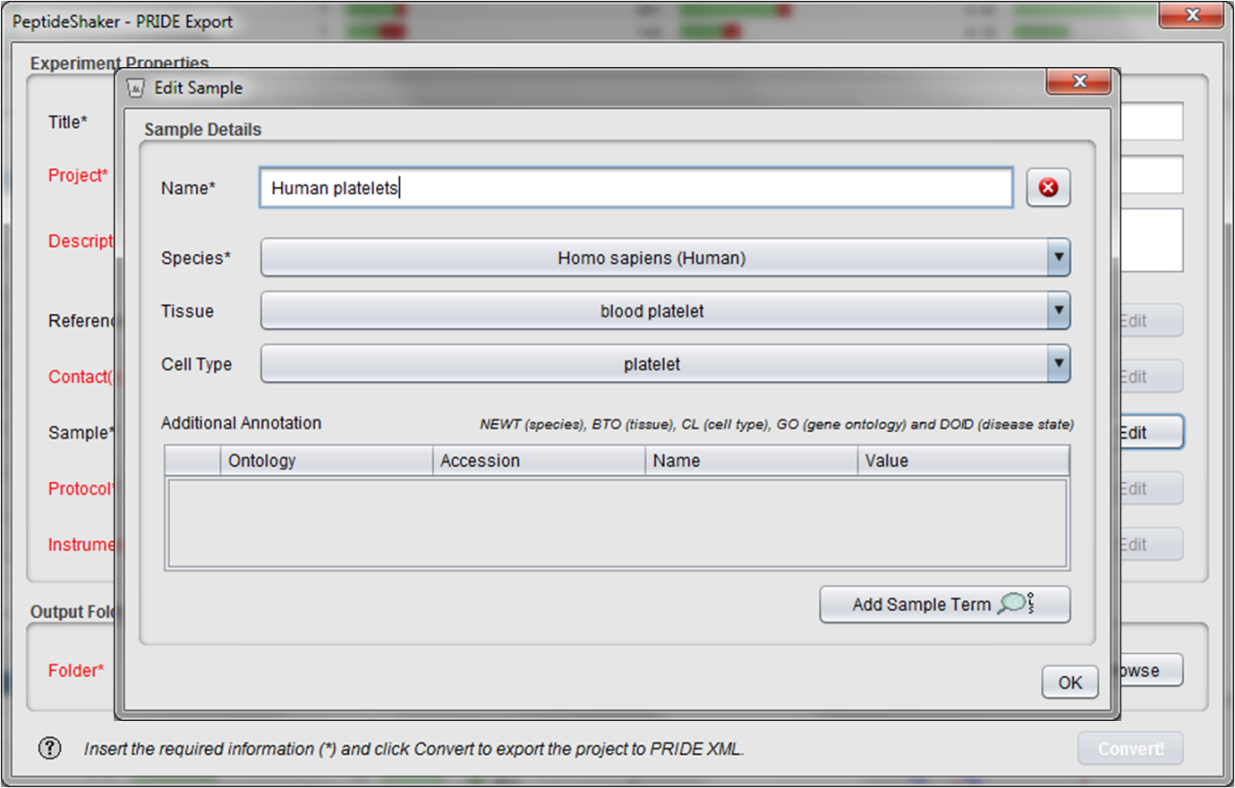 PeptideShaker - PRIDE Export
Experiment Properties
Edit Sample
Sample Details
Title*
Name* Human platelets
Project*
Descript
Species* Homo sapiens (Human)
Tissue blood platelet
Referenc Edit
Cell Type platelet
Contact( Edit
Additional Annotation NEWT (species), BTO (tissue), CL (cell type), GO (gene ontology) and DOID (disease state)
Sample* Edit
Ontology Accession Name Value
Protocol* Edit
Instrume Edit
Add Sample Term OLS
Output Fold
Folder* owse
OK
Insert the required information (*) and click Convert to export the project to PRIDE XML.
Convert!